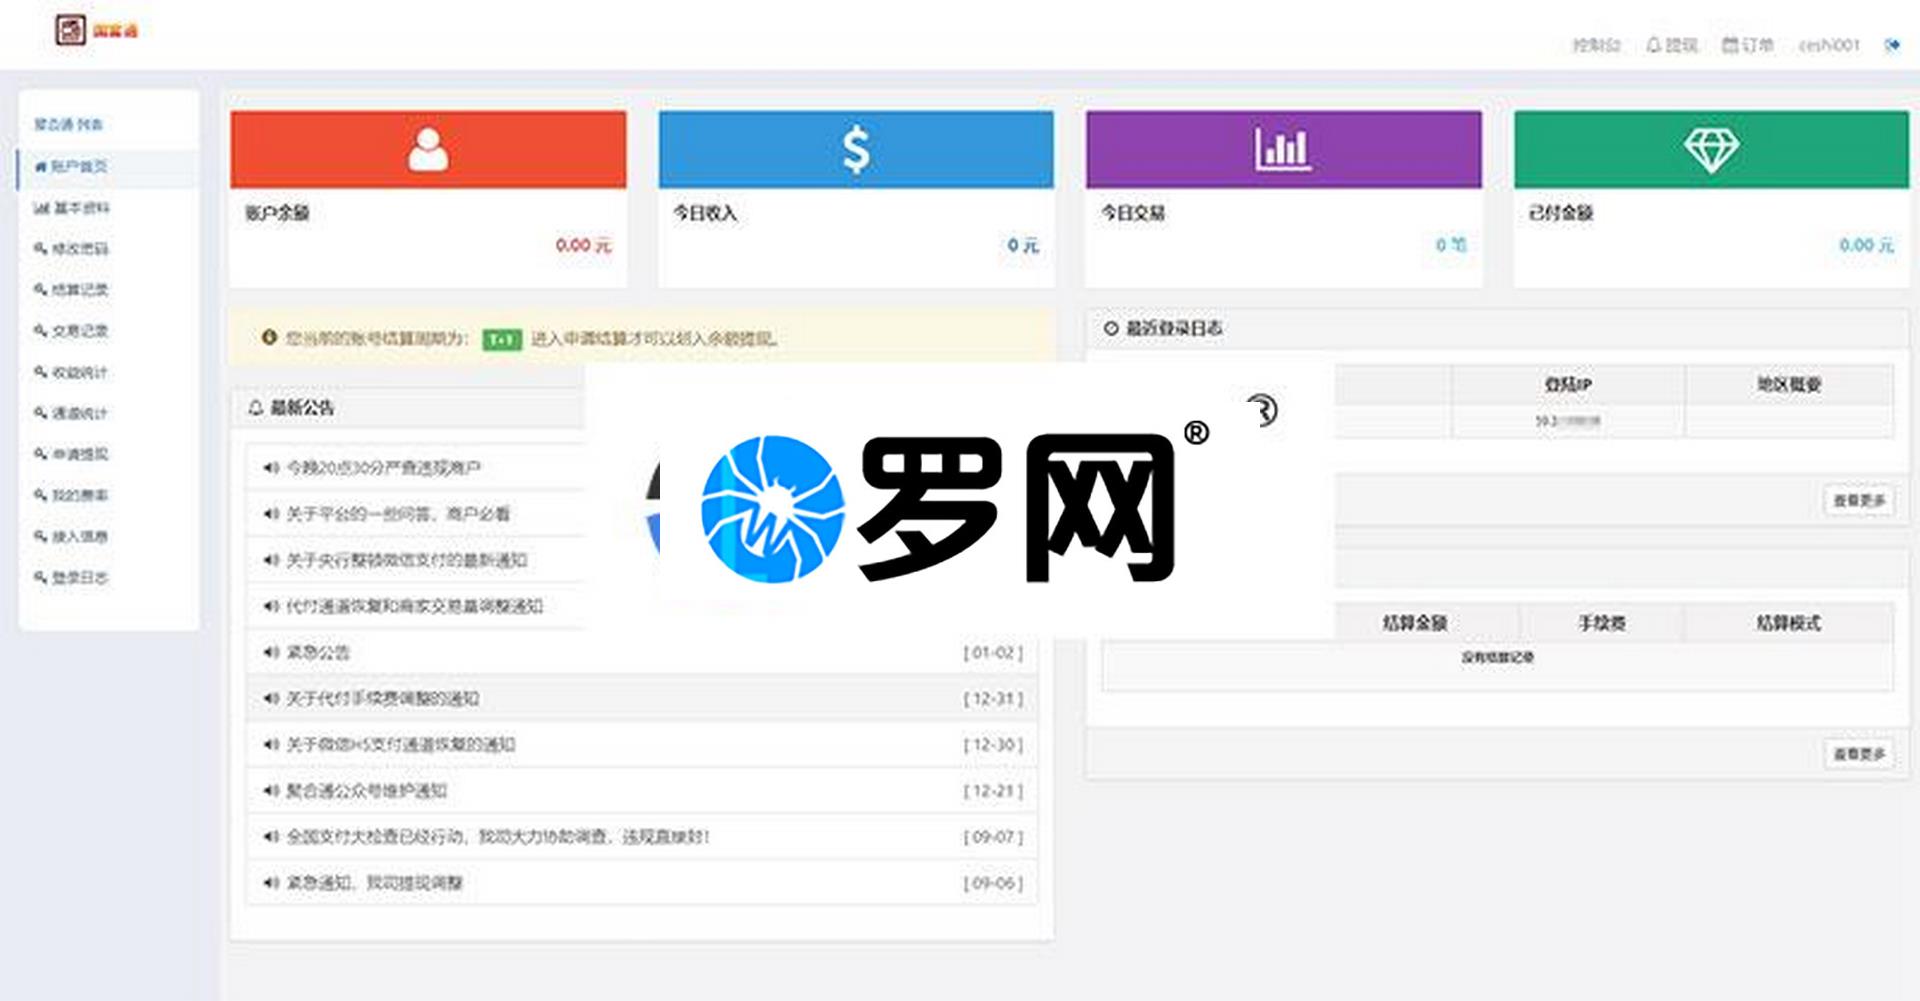 国富通
控制台 提现 订单 ceshi001
聚合通 列表
账户首页
基本资料
修改密码
结算记录
交易记录
收益统计
通道统计
申请提现
我的费率
接入信息
登录日志
账户余额
0.00 元
今日收入
0 元
今日交易
0 笔
已付金额
0.00 元
您当前的账号结算周期为: T+1 进入申请结算才可以划入余额提现。
最新公告
今晚20点30分严查违规商户
关于平台的一些问答，商户必看
关于央行整顿微信支付的最新通知
代付通道恢复和商家交易量调整通知
紧急公告 [ 01-02 ]
关于代付手续费调整的通知 [ 12-31 ]
关于微信H5支付通道恢复的通知 [ 12-30 ]
聚合通公众号维护通知 [ 12-21 ]
全国支付大检查已经行动，我司大力协助调查，违规直接封! [ 09-07 ]
紧急通知，我司提现调整 [ 09-06 ]
最近登录日志
登陆IP 地区概要
查看更多
结算金额 手续费 结算模式
没有结算记录
查看更多
罗网®
®